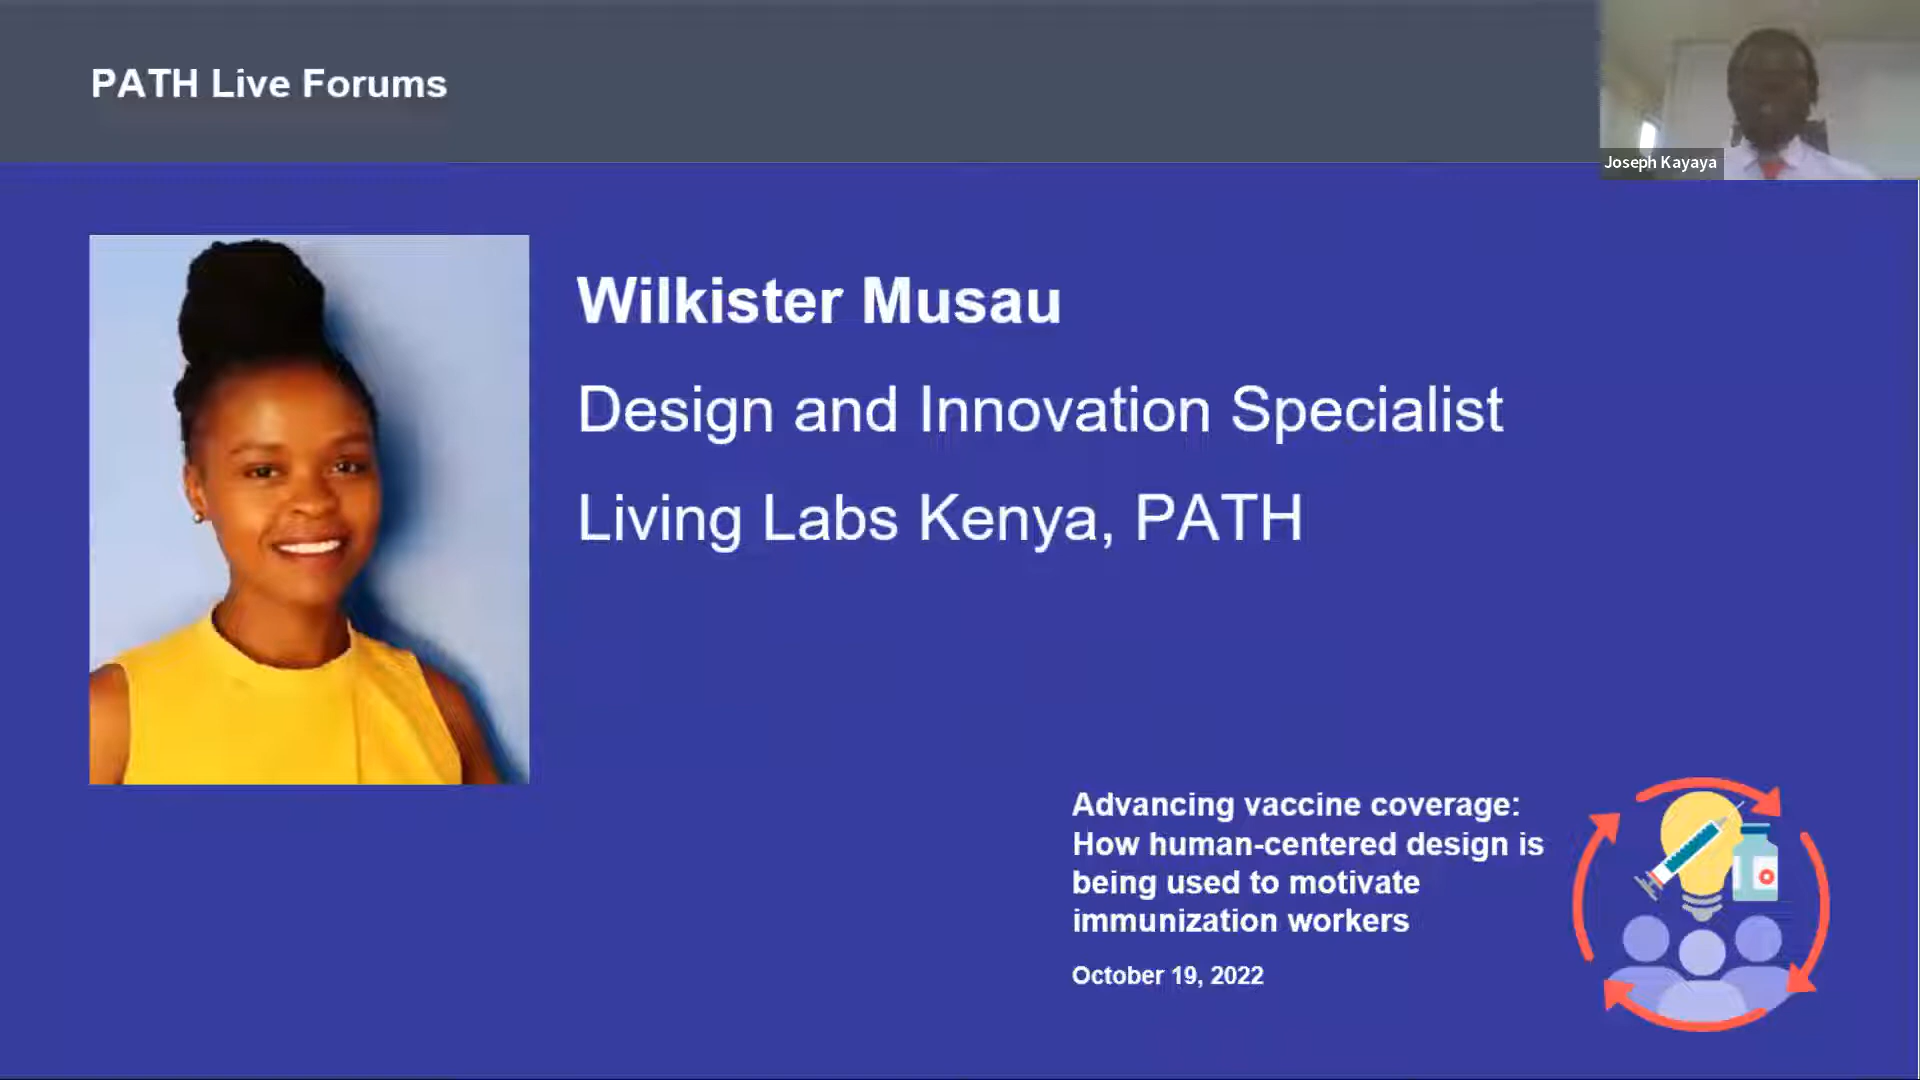 PATH Live Forums
Joseph Kayaya
Wilkister Musau
Design and Innovation Specialist
Living Labs Kenya, PATH
Advancing vaccine coverage:
How human-centered design is
being used to motivate
immunization workers
October 19, 2022